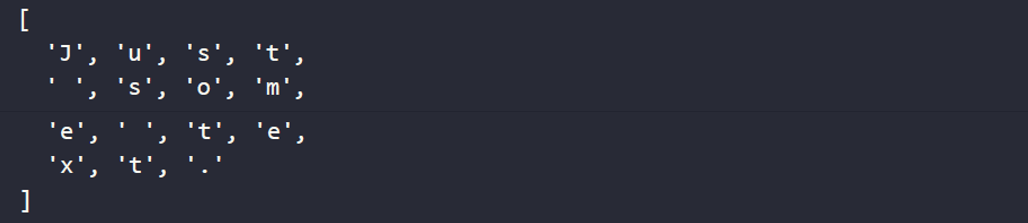 [
'J', 'u', 's', 't',
' ', 's', 'o', 'm',
'e', ' ', 't', 'e',
'x', 't', '.'
]